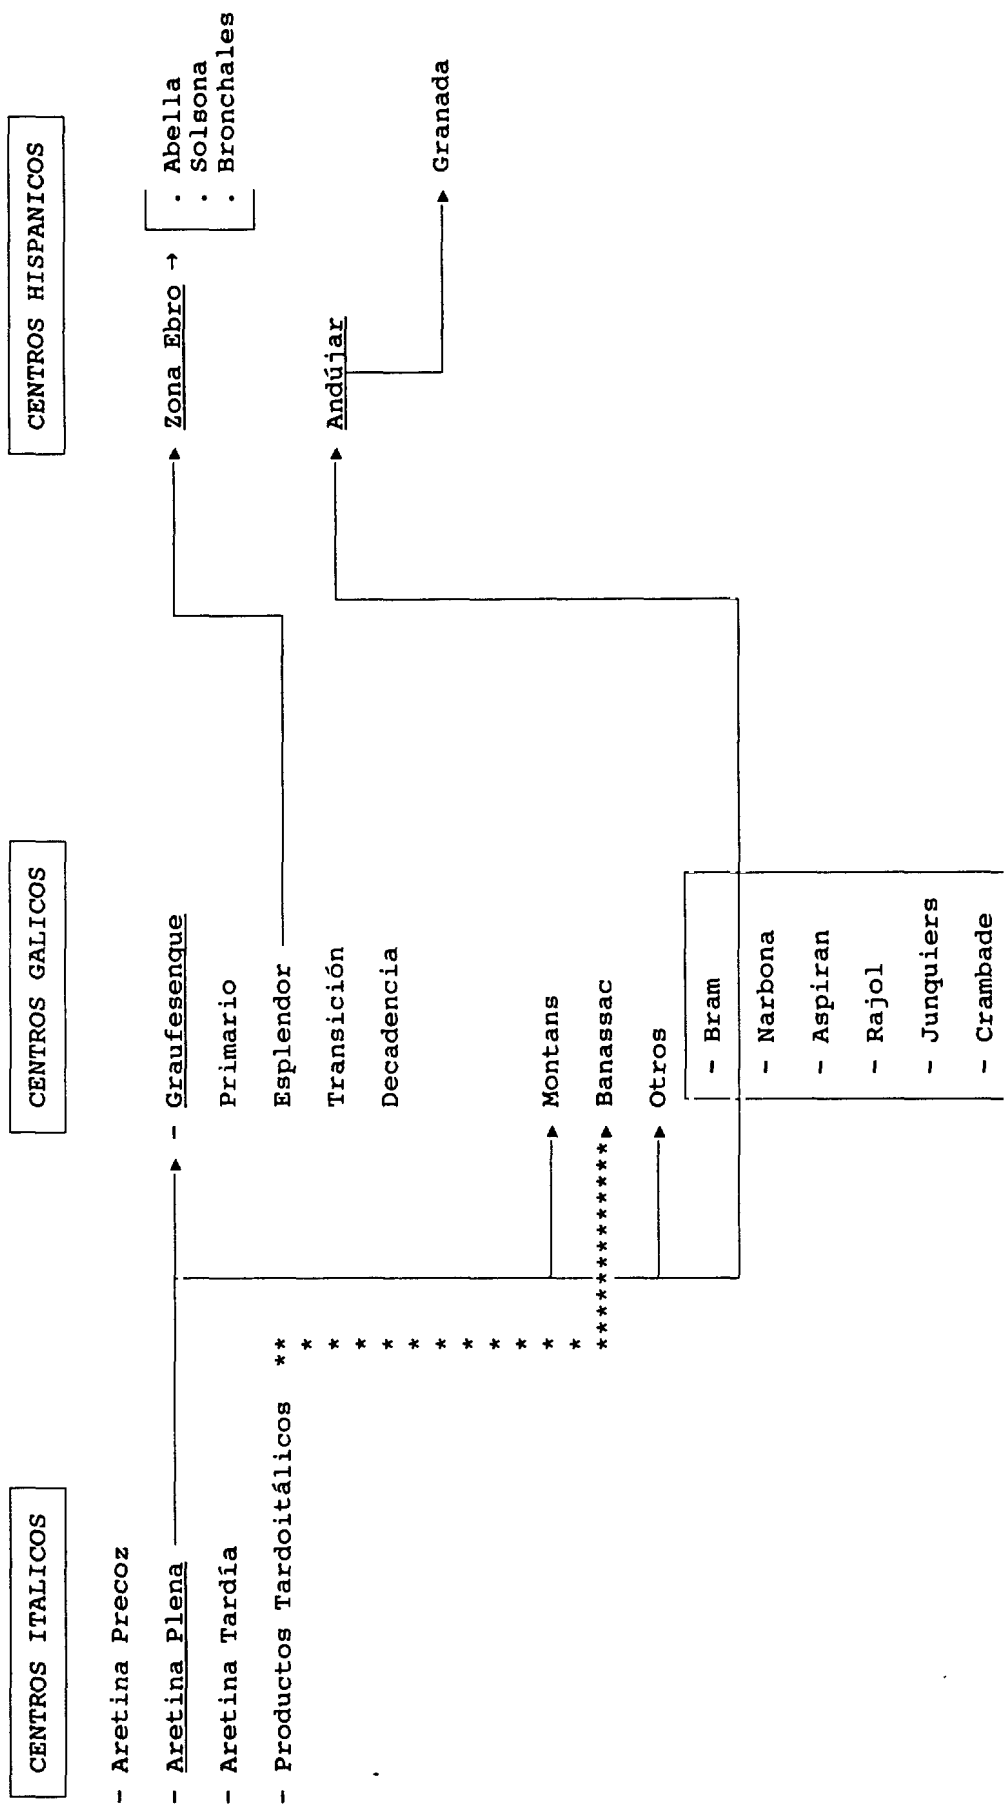 CENTROS ITALICOS
- Aretina Precoz
- Aretina Plena
- Aretina Tardía
- Productos Tardoitálicos
CENTROS GALICOS
- Graufesenque
Primario
Esplendor
Transición
Decadencia
Montans
Banassac
Otros
- Bram
- Narbona
- Aspiran
- Rajol
- Junquiers
- Crambade
CENTROS HISPANICOS
Zona Ebro →
. Abella
. Solsona
. Bronchales
Andújar
Granada